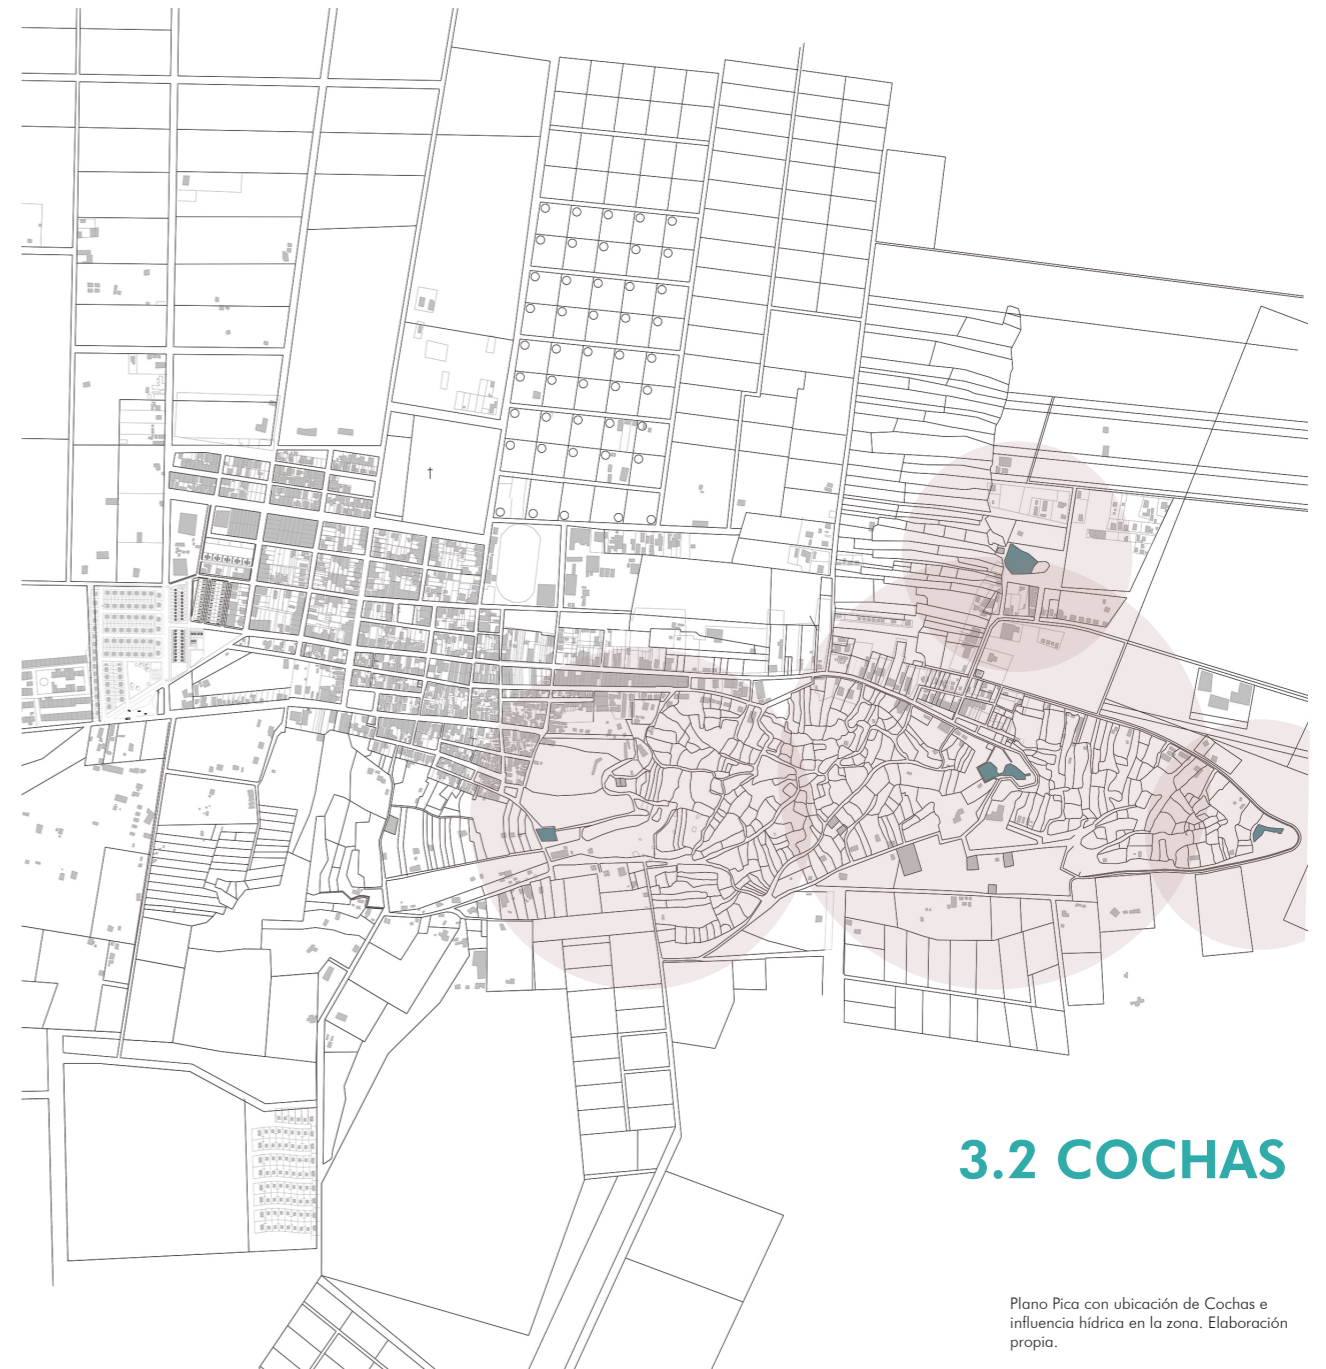 3.2 COCHAS
Plano Pica con ubicación de Cochas e
influencia hídrica en la zona. Elaboración
propia.